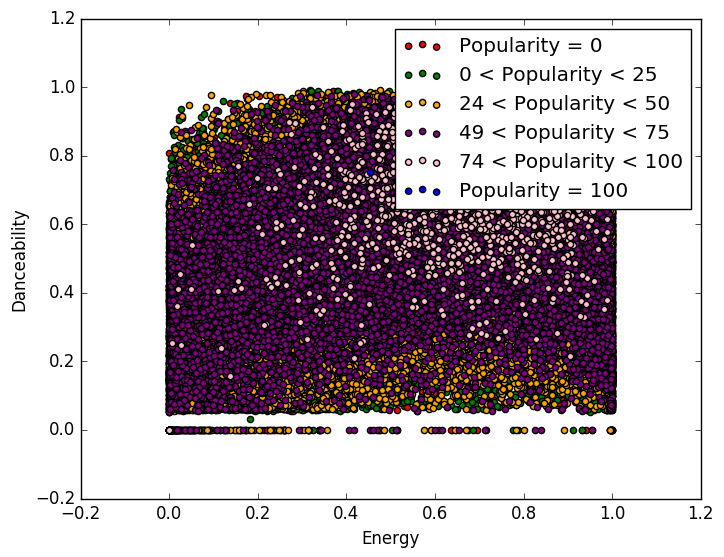 1.2
1.0
0.8
0.6
0.4
0.2
0.0
−0.2
Danceability
Popularity = 0
0 < Popularity < 25
24 < Popularity < 50
49 < Popularity < 75
74 < Popularity < 100
Popularity = 100
−0.2 0.0 0.2 0.4 0.6 0.8 1.0 1.2
Energy